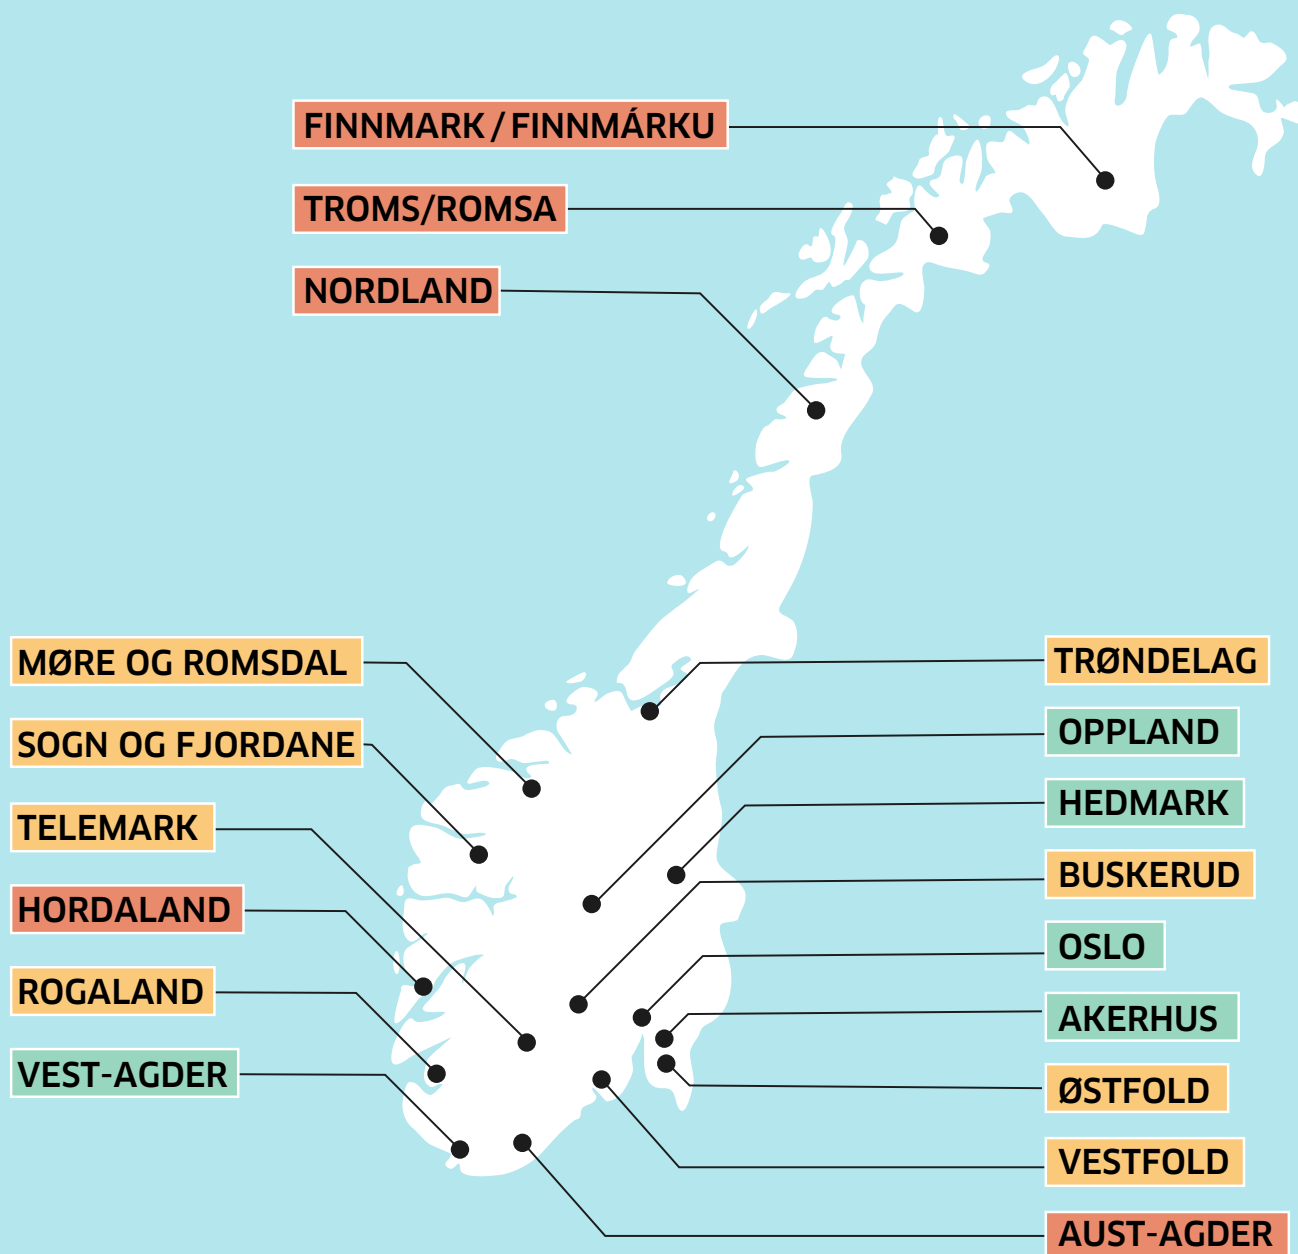 FINNMARK / FINNMÁRKU
TROMS/ROMSA
NORDLAND
MØRE OG ROMSDAL
SOGN OG FJORDANE
TELEMARK
HORDALAND
ROGALAND
VEST-AGDER
TRØNDELAG
OPPLAND
HEDMARK
BUSKERUD
OSLO
AKERHUS
ØSTFOLD
VESTFOLD
AUST-AGDER